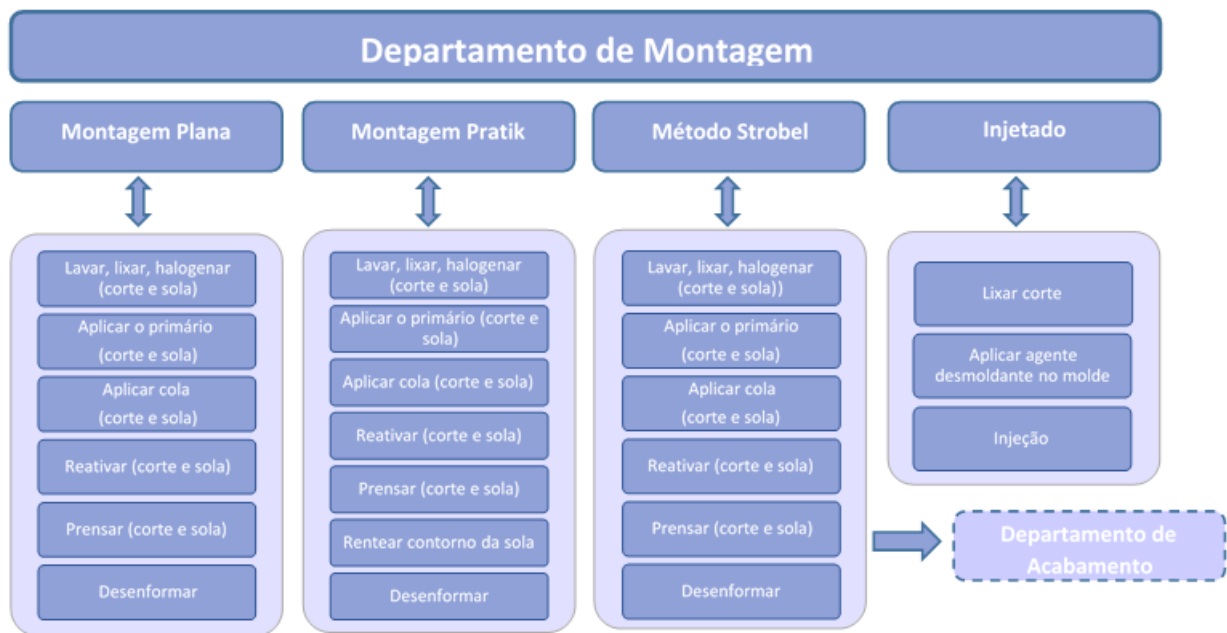 Departamento de Montagem
Montagem Plana
Montagem Pratik
Método Strobel
Injetado
Lavar, lixar, halogenar
(corte e sola)
Aplicar o primário
(corte e sola)
Aplicar cola
(corte e sola)
Reativar (corte e sola)
Prensar (corte e sola)
Desenformar
Lavar, lixar, halogenar
(corte e sola)
Aplicar o primário (corte e
sola)
Aplicar cola (corte e sola)
Reativar (corte e sola)
Prensar (corte e sola)
Rentear contorno da sola
Desenformar
Lavar, lixar, halogenar
(corte e sola))
Aplicar o primário
(corte e sola)
Aplicar cola
(corte e sola)
Reativar (corte e sola)
Prensar (corte e sola)
Desenformar
Lixar corte
Aplicar agente
desmoldante no molde
Injeção
Departamento de
Acabamento